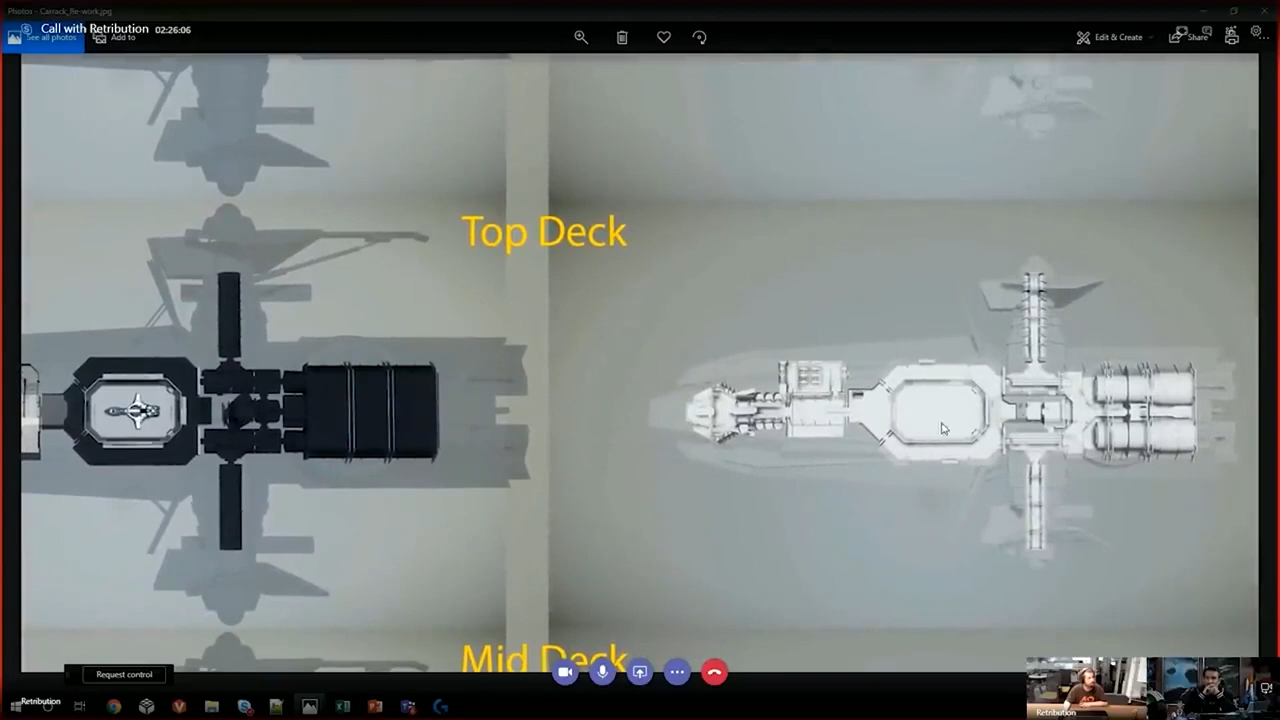 Photos - Carrack_Re-work.jpg
Call with Retribution 02:26:06
See all photos
Add to
Edit & Create
Share
Top Deck
Mid Deck
Request control
Retribution
Retribution